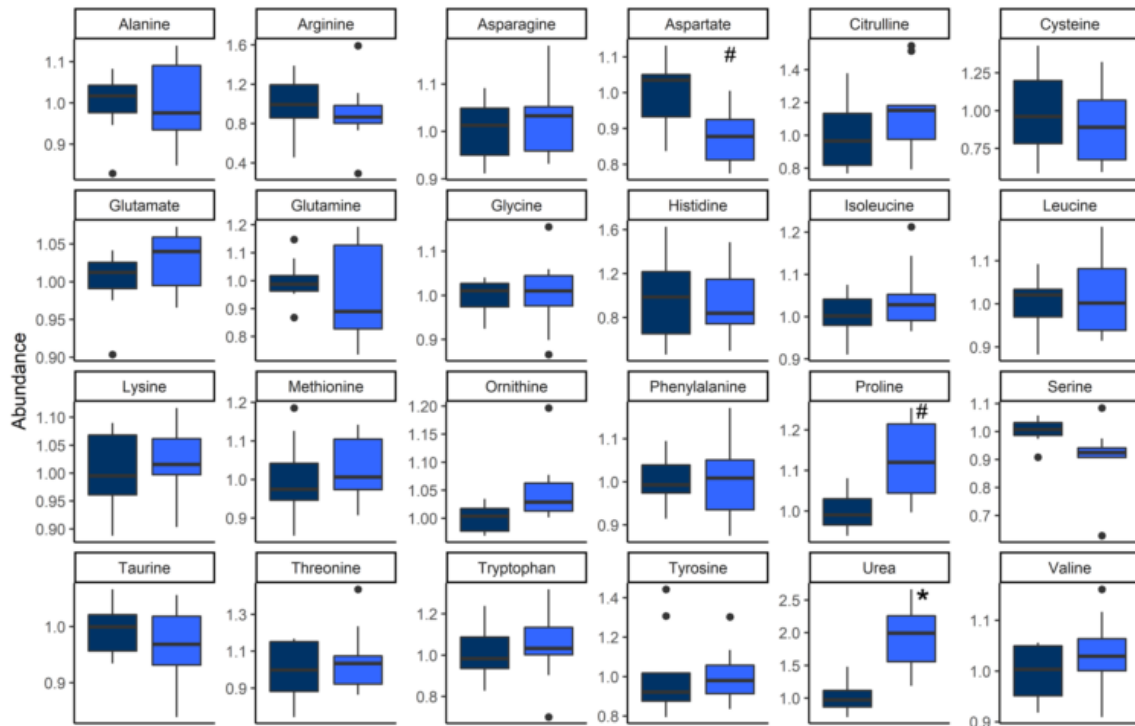 Alanine Arginine Asparagine Aspartate Citrulline Cysteine
1.1 1.0 0.9
1.6 1.2 0.8 0.4
1.1 1.0 0.9
# 1.1 1.0 0.9 0.8
1.4 1.2 1.0 0.8
1.25 1.00 0.75
Glutamate Glutamine Glycine Histidine Isoleucine Leucine
1.05 1.00 0.95 0.90
1.2 1.1 1.0 0.9 0.8
1.1 1.0 0.9
1.6 1.2 0.8
1.2 1.1 1.0 0.9
1.1 1.0 0.9
Abundance
Lysine Methionine Ornithine Phenylalanine Proline Serine
1.10 1.05 1.00 0.95 0.90
1.2 1.1 1.0 0.9
1.20 1.15 1.10 1.05 1.00
1.1 1.0 0.9
# 1.2 1.1 1.0
1.1 1.0 0.9 0.8 0.7
Taurine Threonine Tryptophan Tyrosine Urea Valine
1.0 0.9
1.3 1.1 0.9
1.2 1.0 0.8
1.4 1.2 1.0 0.8
* 2.5 2.0 1.5 1.0
1.1 1.0 0.9